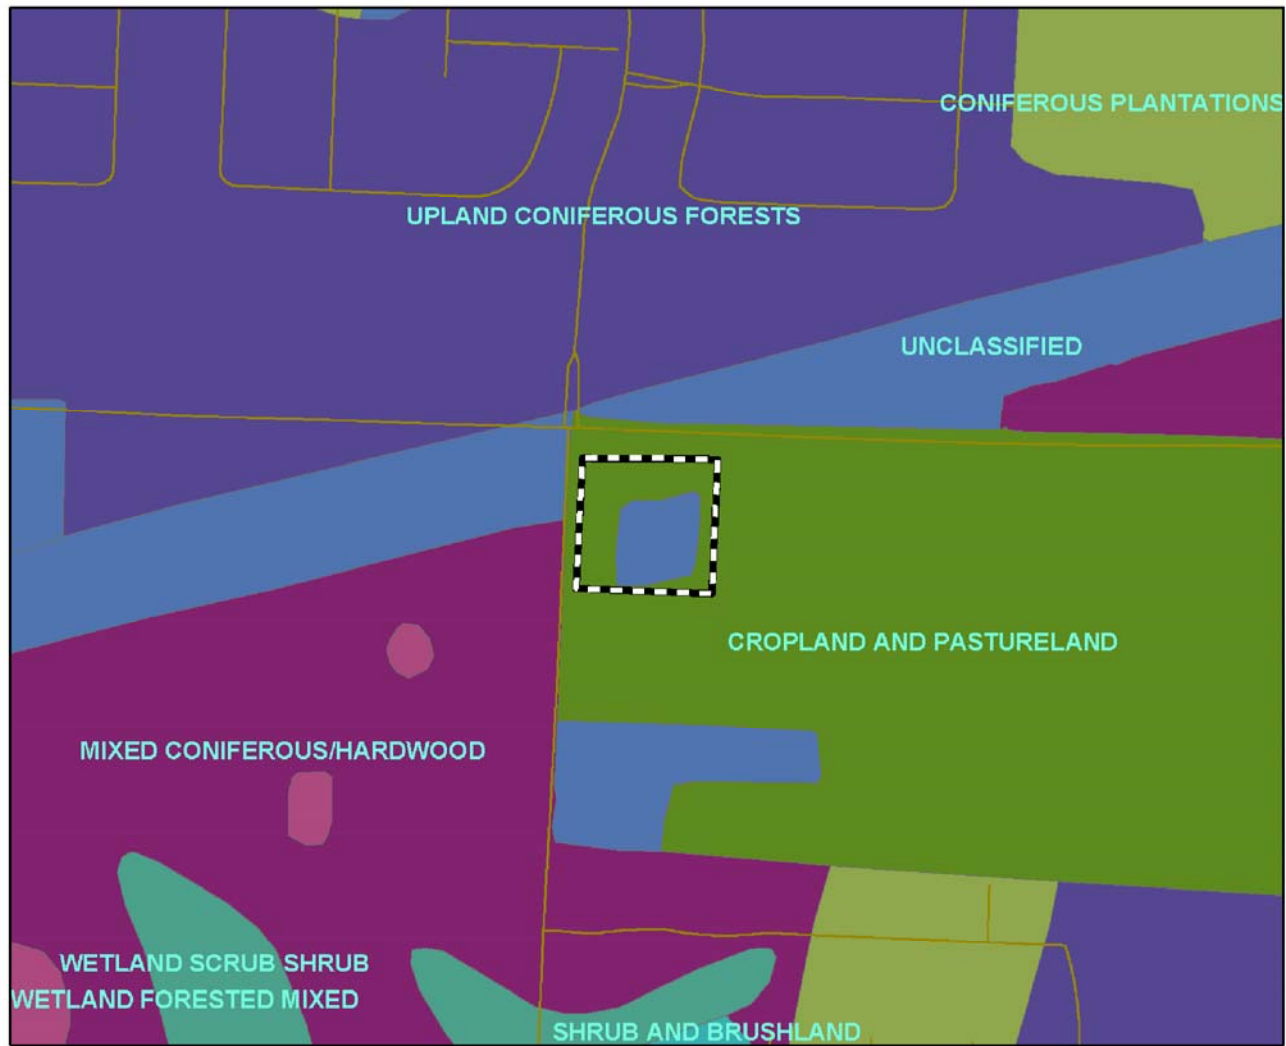 CONIFEROUS PLANTATIONS
UPLAND CONIFEROUS FORESTS
UNCLASSIFIED
CROPLAND AND PASTURELAND
MIXED CONIFEROUS/HARDWOOD
WETLAND SCRUB SHRUB
WETLAND FORESTED MIXED
SHRUB AND BRUSHLAND